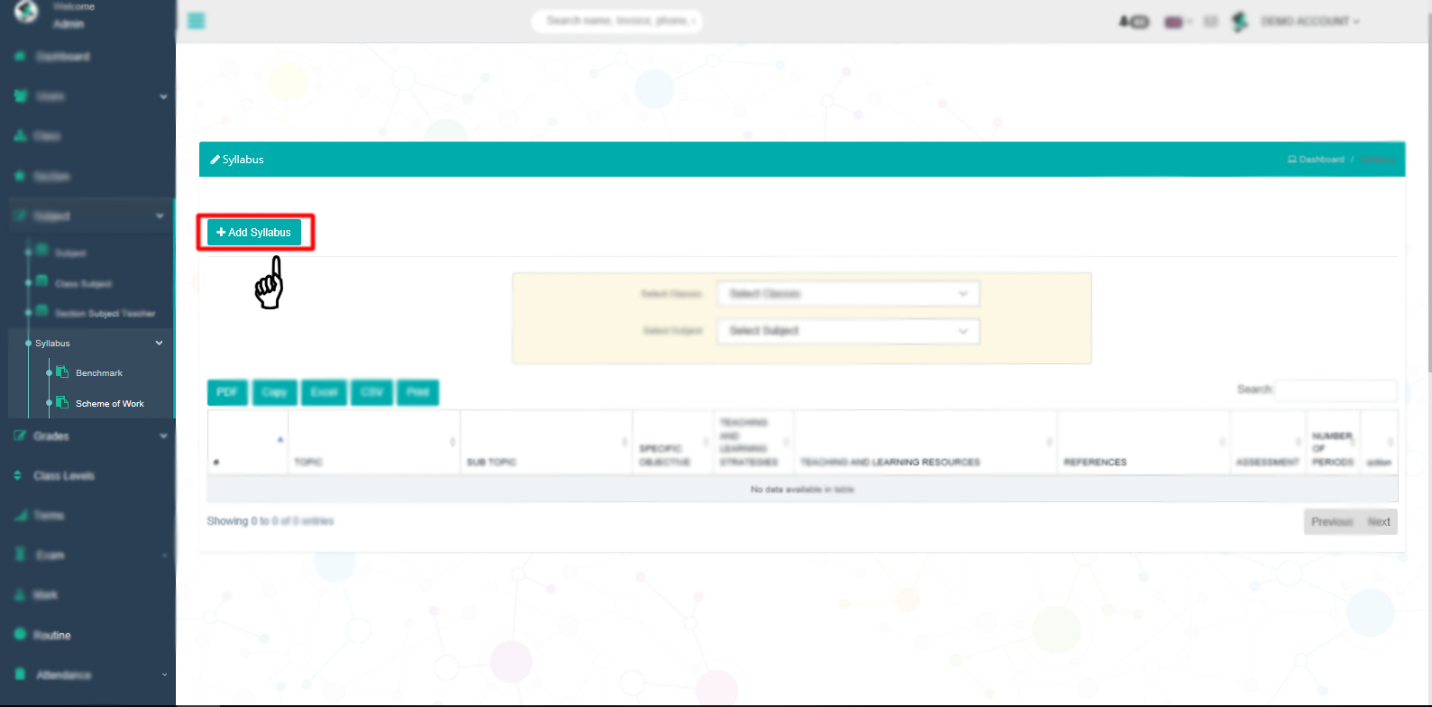 Welcome
Admin
Search name, invoice, phone,
DEMO ACCOUNT
Dashboard
Users
Class
Section
Subject
Subject
Class Subject
Section Subject Teacher
Syllabus
Benchmark
Scheme of Work
Grades
Class Levels
Terms
Exam
Mark
Routine
Attendance
Syllabus
Dashboard /
+ Add Syllabus
Select Classes
Select Classes
Select Subject
Select Subject
PDF
Copy
Excel
CSV
Print
Search:
#
TOPIC
SUB TOPIC
SPECIFIC
OBJECTIVE
TEACHING
AND
LEARNING
STRATEGIES
TEACHING AND LEARNING RESOURCES
REFERENCES
ASSESSMENT
NUMBER
OF
PERIODS
action
No data available in table
Showing 0 to 0 of 0 entries
Previous
Next